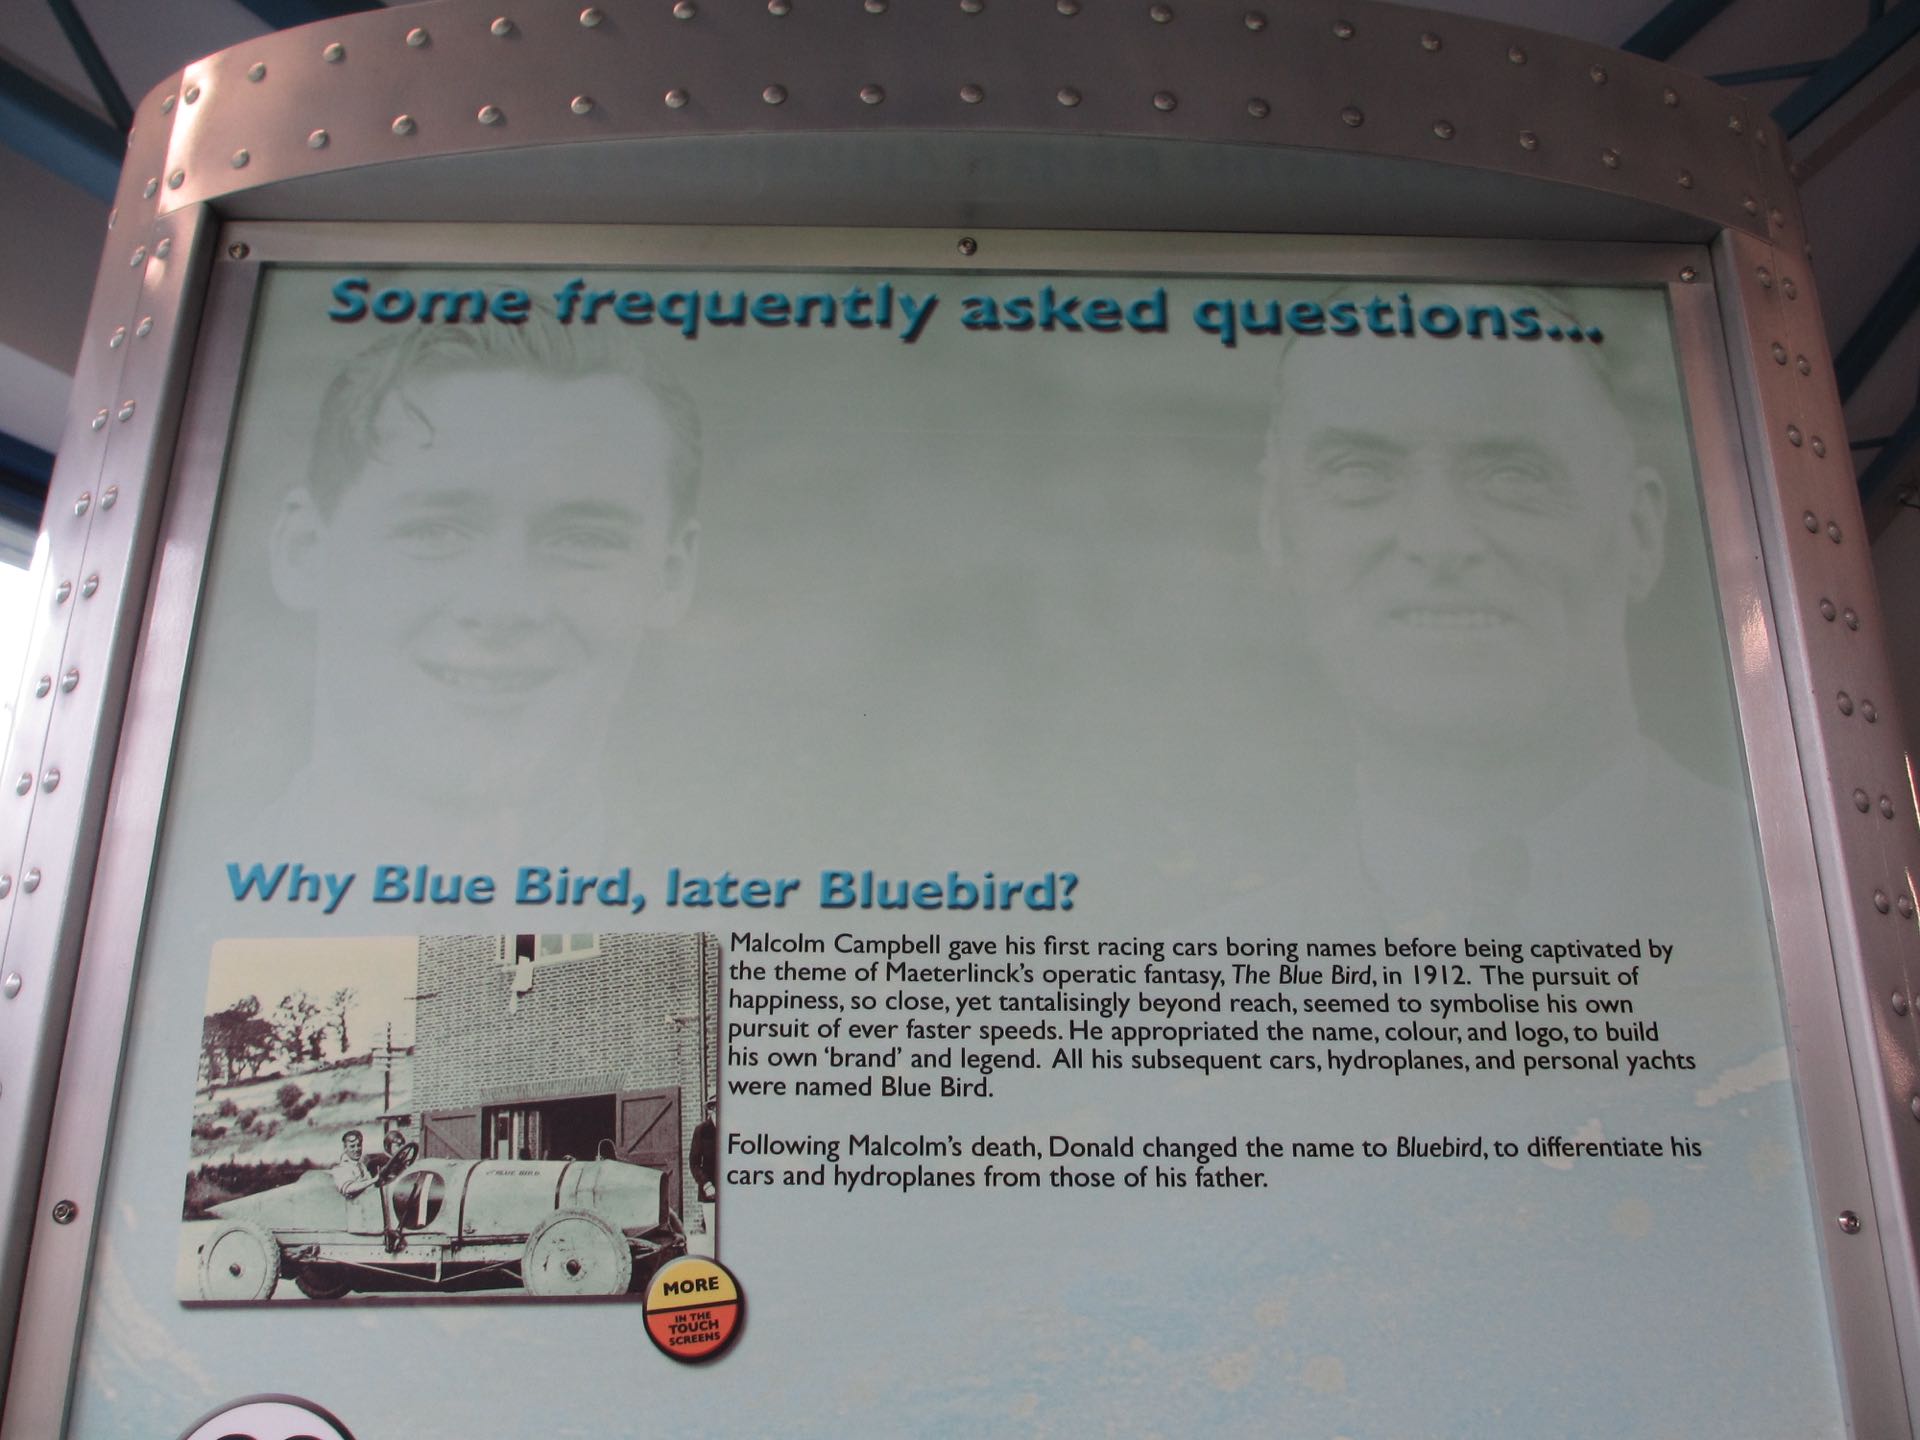 Some frequently asked questions...
Why Blue Bird, later Bluebird?
Malcolm Campbell gave his first racing cars boring names before being captivated by
the theme of Maeterlinck's operatic fantasy, The Blue Bird, in 1912. The pursuit of
happiness, so close, yet tantalisingly beyond reach, seemed to symbolise his own
pursuit of ever faster speeds. He appropriated the name, colour, and logo, to build
his own ‘brand’ and legend. All his subsequent cars, hydroplanes, and personal yachts
were named Blue Bird.
Following Malcolm's death, Donald changed the name to Bluebird, to differentiate his
cars and hydroplanes from those of his father.
BLUE BIRD
1
MORE
IN THE
TOUCH
SCREENS